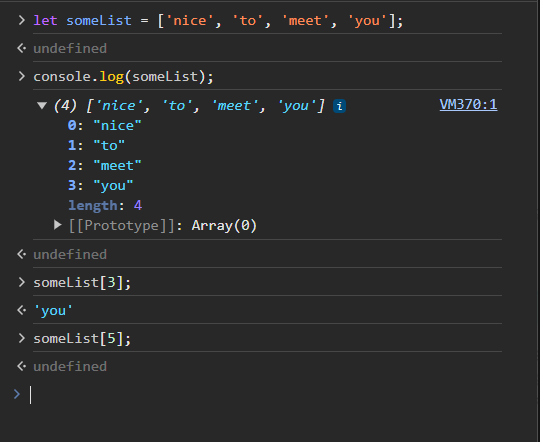 let someList = ['nice', 'to', 'meet', 'you'];
undefined
console.log(someList);
(4) ['nice', 'to', 'meet', 'you'] i VM370:1
0: "nice"
1: "to"
2: "meet"
3: "you"
length: 4
[[Prototype]]: Array(0)
undefined
someList[3];
'you'
someList[5];
undefined